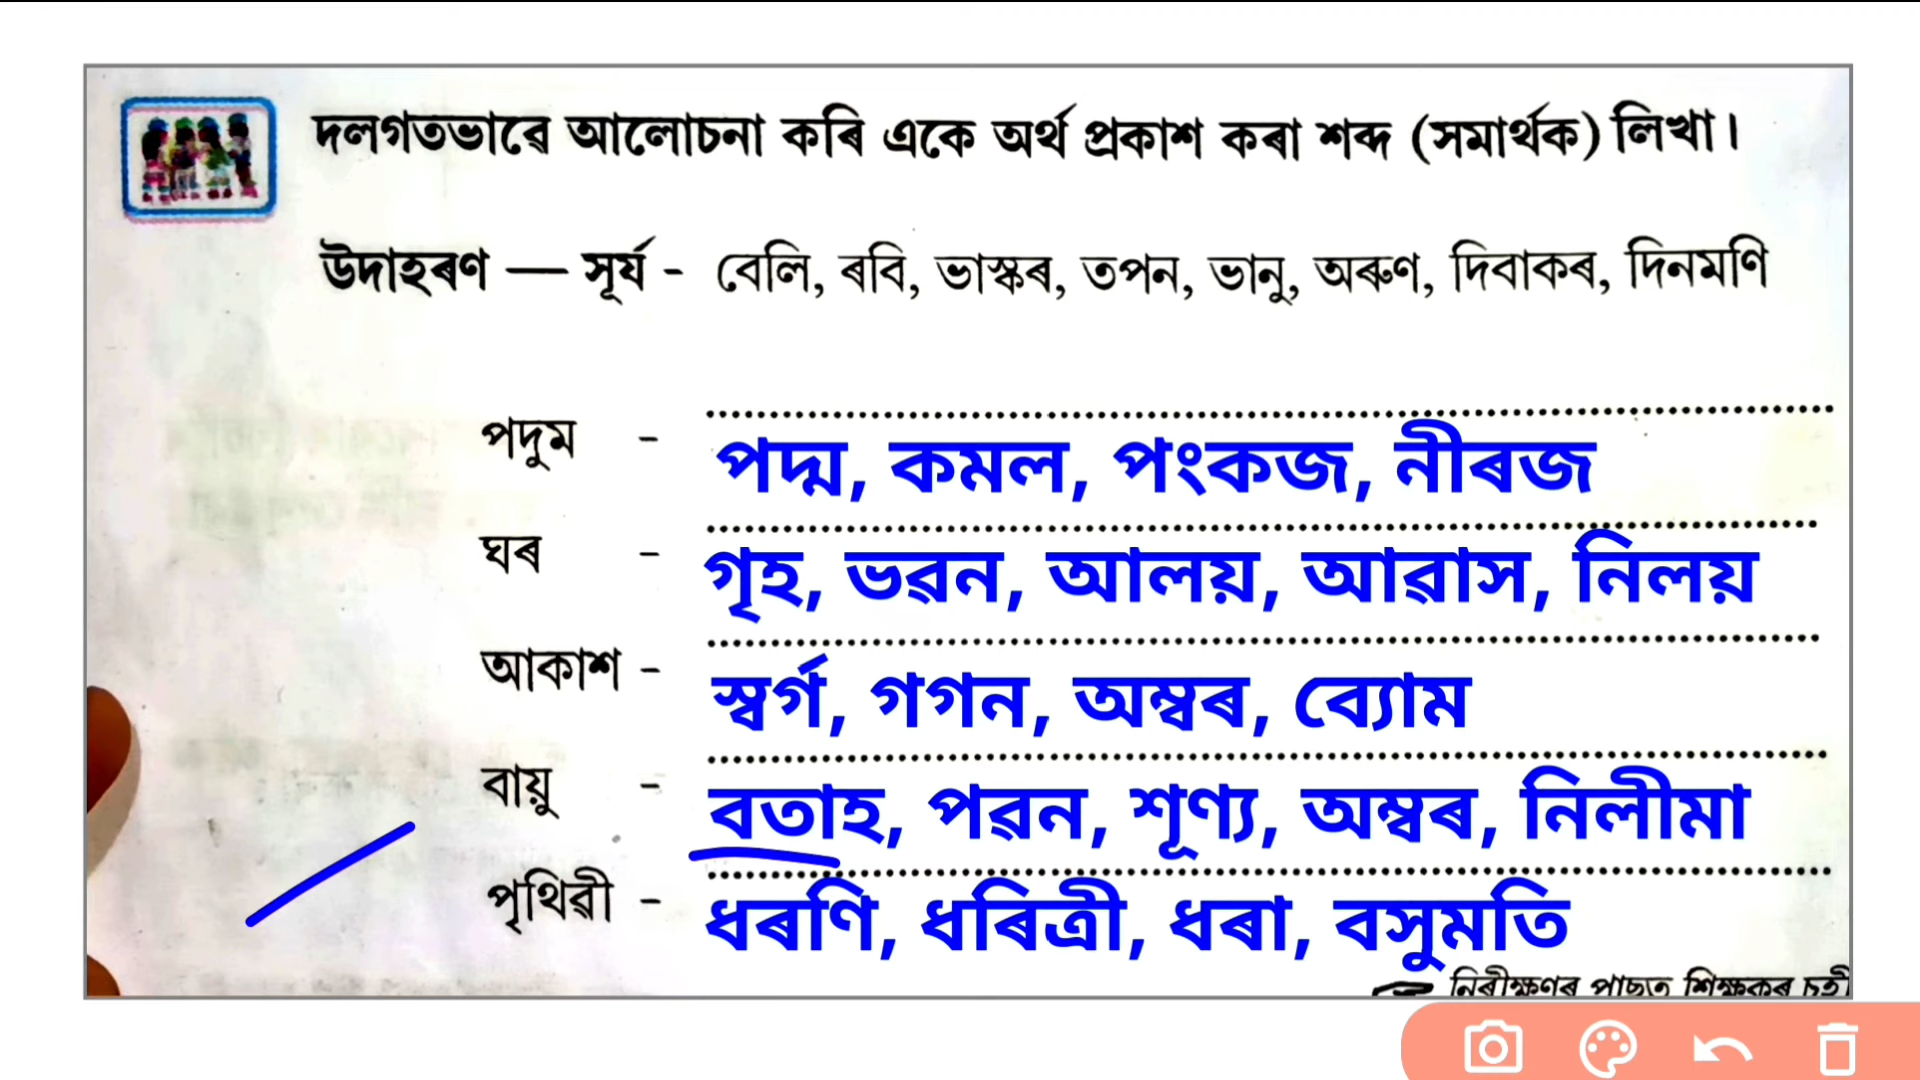 দলগতভাৱে আলোচনা কৰি একে অৰ্থ প্ৰকাশ কৰা শব্দ (সমাৰ্থক) লিখা।
উদাহৰণ — সূৰ্য - বেলি, ৰবি, ভাস্কৰ, তপন, ভানু, অৰুণ, দিবাকৰ, দিনমণি
পদুম - পদ্ম, কমল, পংকজ, নীৰজ
ঘৰ - গৃহ, ভৱন, আলয়, আৱাস, নিলয়
আকাশ - স্বৰ্গ, গগন, অম্বৰ, ব্যোম
বায়ু - বতাহ, পৱন, শূণ্য, অম্বৰ, নিলীমা
পৃথিৱী - ধৰণি, ধৰিত্ৰী, ধৰা, বসুমতি
নিৰীক্ষণৰ পাছত শিক্ষকৰ চহী